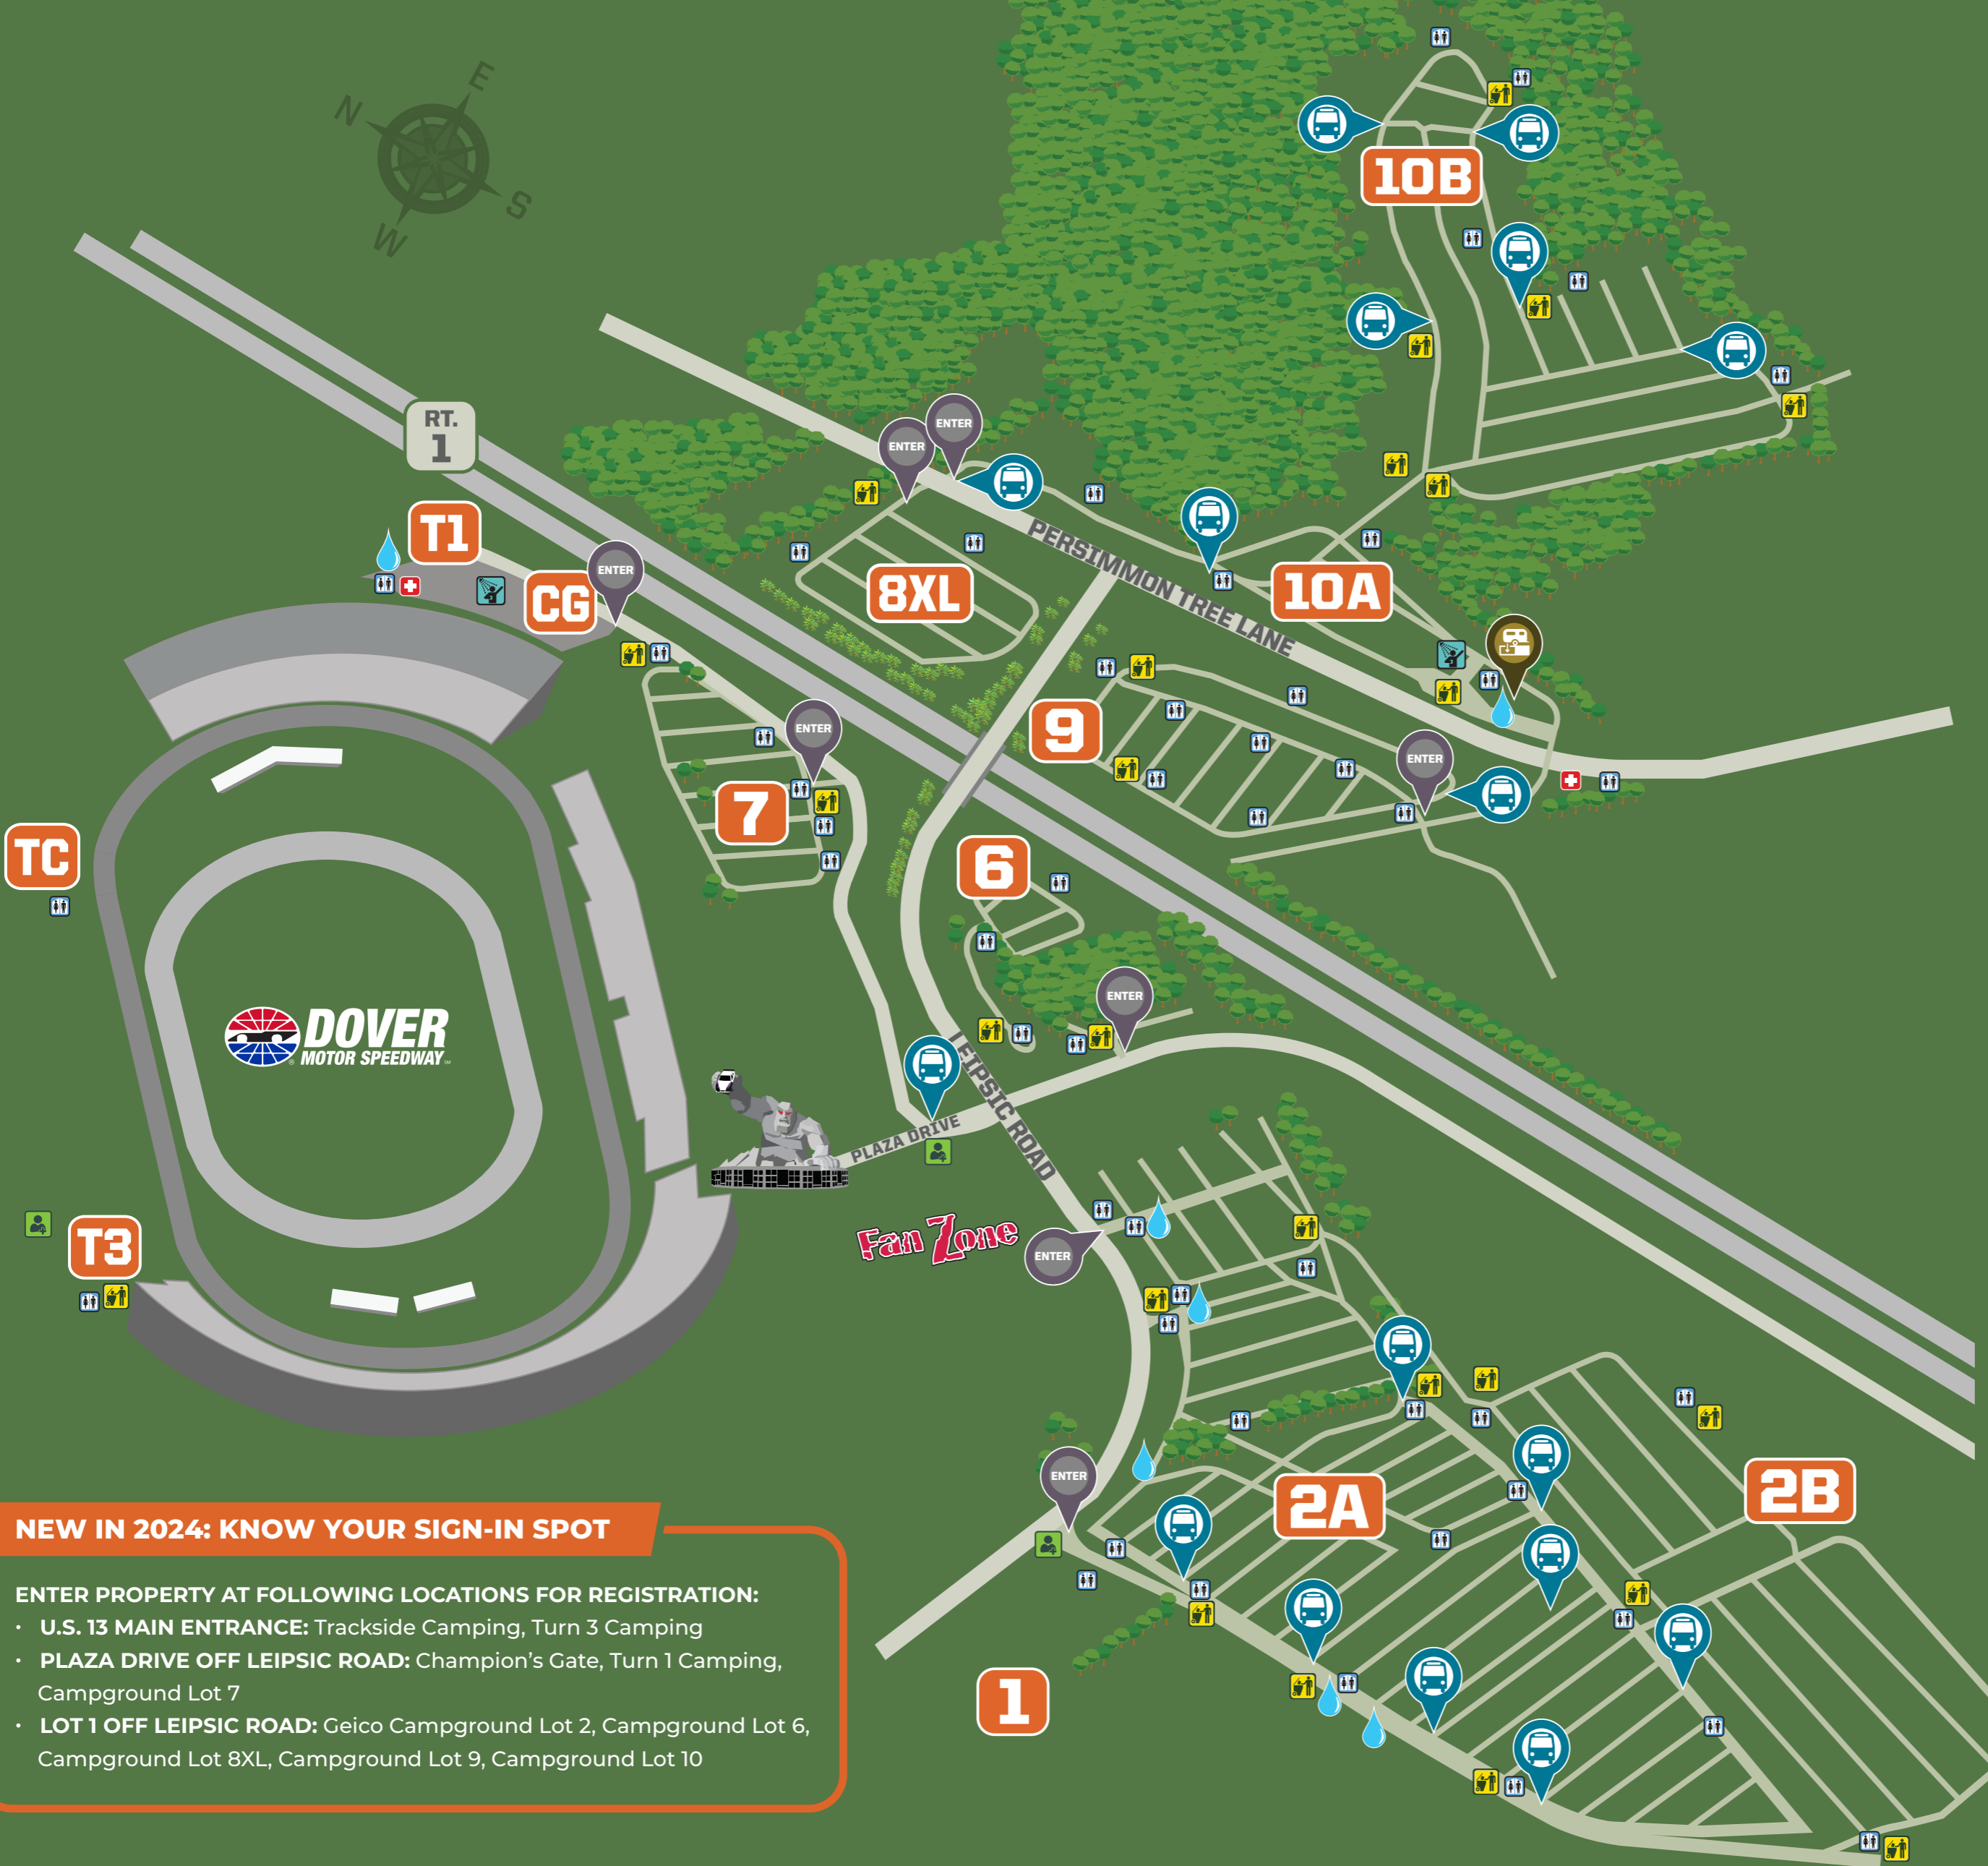 E
N
S
W
10B
RT.
1
ENTER
ENTER
T1
PERSIMMON TREE LANE
ENTER
CG
8XL
10A
9
ENTER
ENTER
7
TC
6
ENTER
DOVER
MOTOR SPEEDWAY
LEIPSIC ROAD
PLAZA DRIVE
Fan Zone
ENTER
T3
ENTER
2A
2B
1
NEW IN 2024: KNOW YOUR SIGN-IN SPOT
ENTER PROPERTY AT FOLLOWING LOCATIONS FOR REGISTRATION:
• U.S. 13 MAIN ENTRANCE: Trackside Camping, Turn 3 Camping
• PLAZA DRIVE OFF LEIPSIC ROAD: Champion's Gate, Turn 1 Camping,
Campground Lot 7
• LOT 1 OFF LEIPSIC ROAD: Geico Campground Lot 2, Campground Lot 6,
Campground Lot 8XL, Campground Lot 9, Campground Lot 10